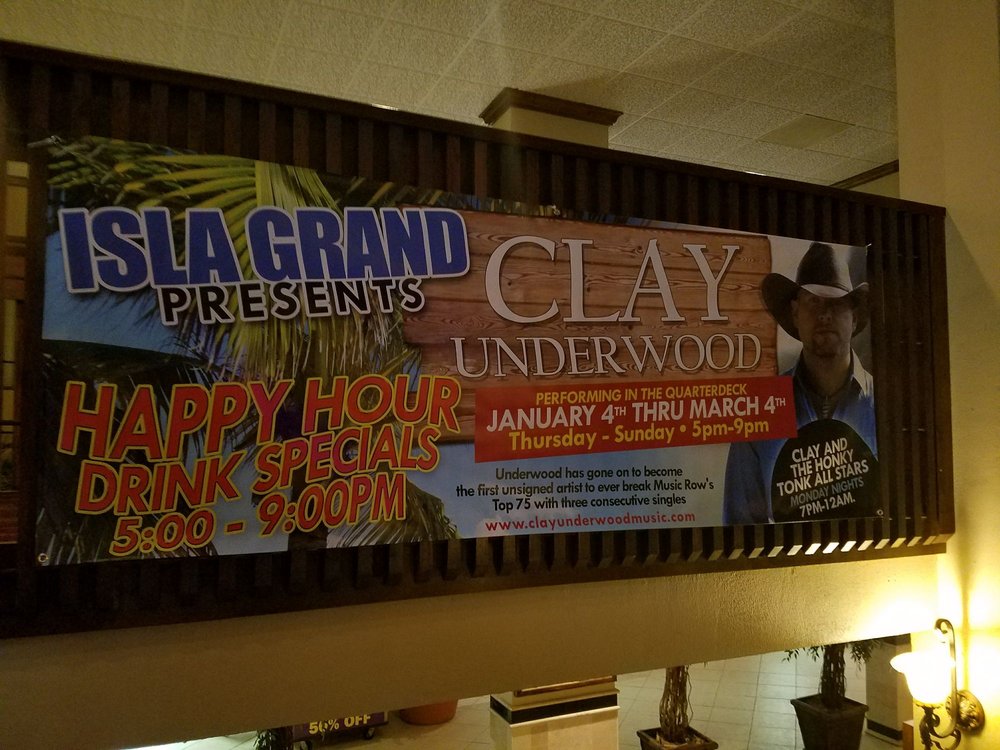 ISLA GRAND
PRESENTS
HAPPY HOUR
DRINK SPECIALS
5:00 - 9:00PM
CLAY
UNDERWOOD
PERFORMING IN THE QUARTERDECK
JANUARY 4TH THRU MARCH 4TH
Thursday - Sunday • 5pm-9pm
Underwood has gone on to become
the first unsigned artist to ever break Music Row's
Top 75 with three consecutive singles
www.clayunderwoodmusic.com
CLAY AND
THE HONKY
TONK ALL STARS
MONDAY NIGHTS
7PM-12AM.
50% OFF